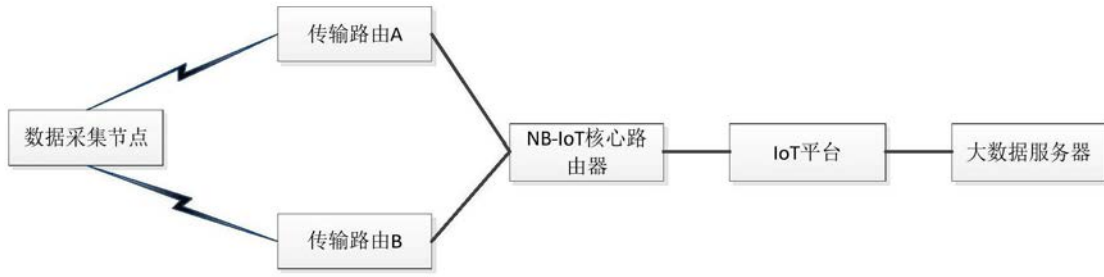 传输路由A
数据采集节点
NB-IoT核心路
由器
IoT平台
大数据服务器
传输路由B